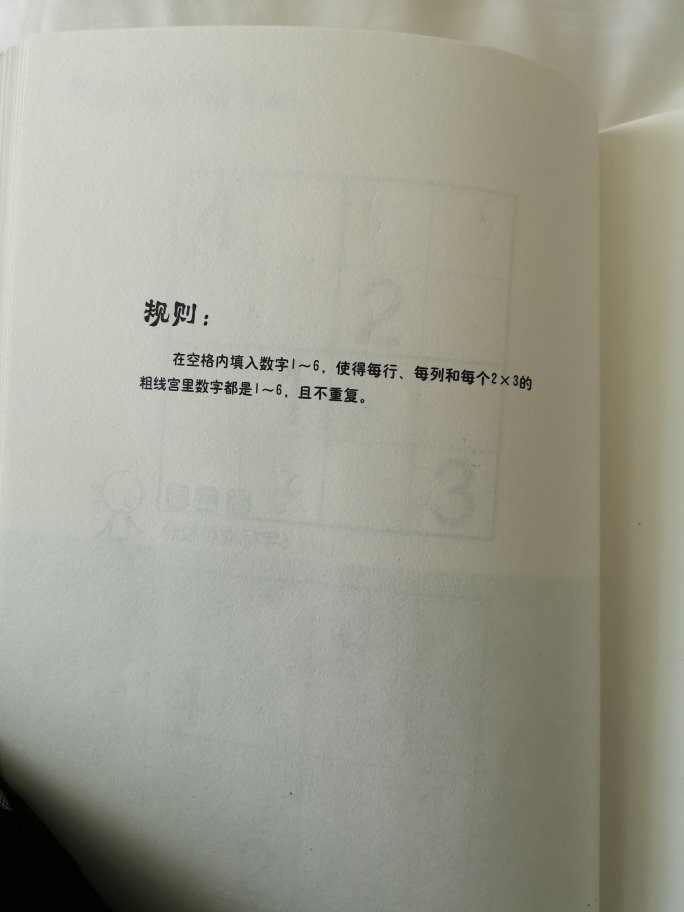 规则：
在空格内填入数字1～6，使得每行、每列和每个2×3的
粗线宫里数字都是1～6，且不重复。